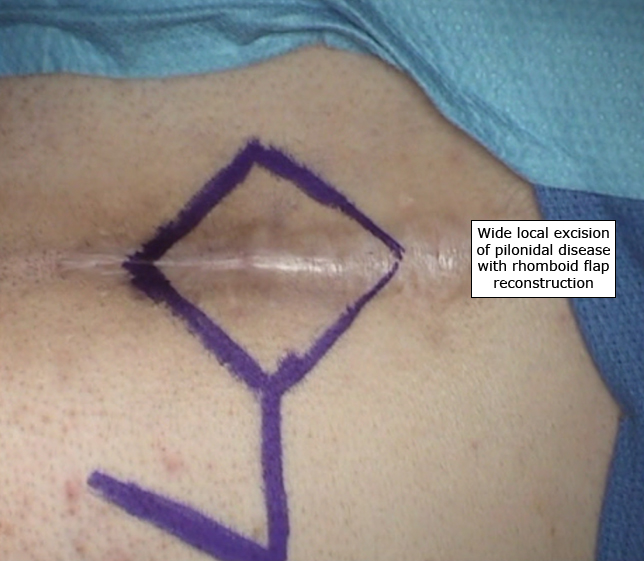 Wide local excision
of pilonidal disease
with rhomboid flap
reconstruction